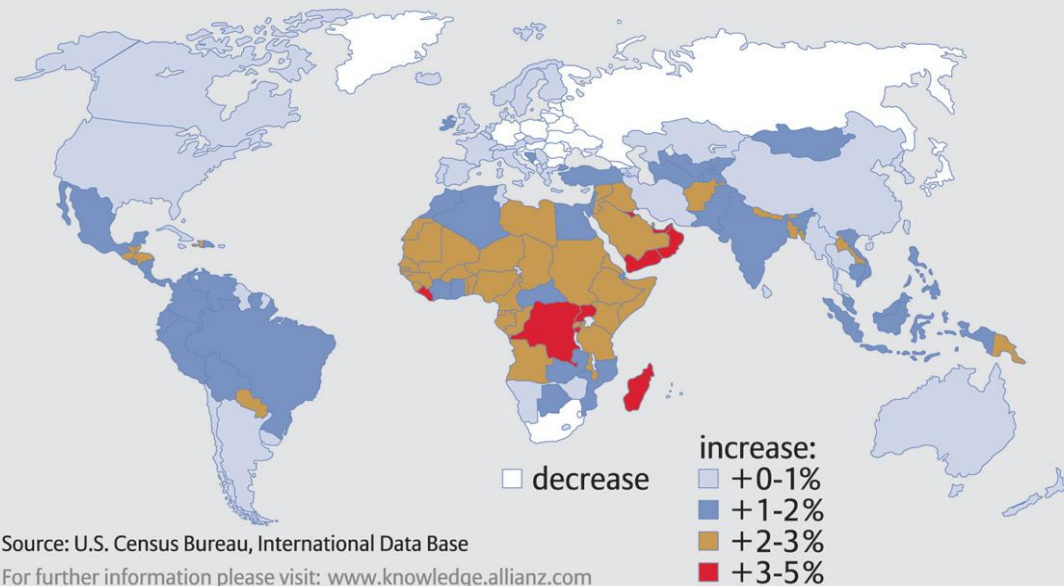 decrease
increase:
+0-1%
+1-2%
+2-3%
+3-5%
Source: U.S. Census Bureau, International Data Base
For further information please visit: www.knowledge.allianz.com